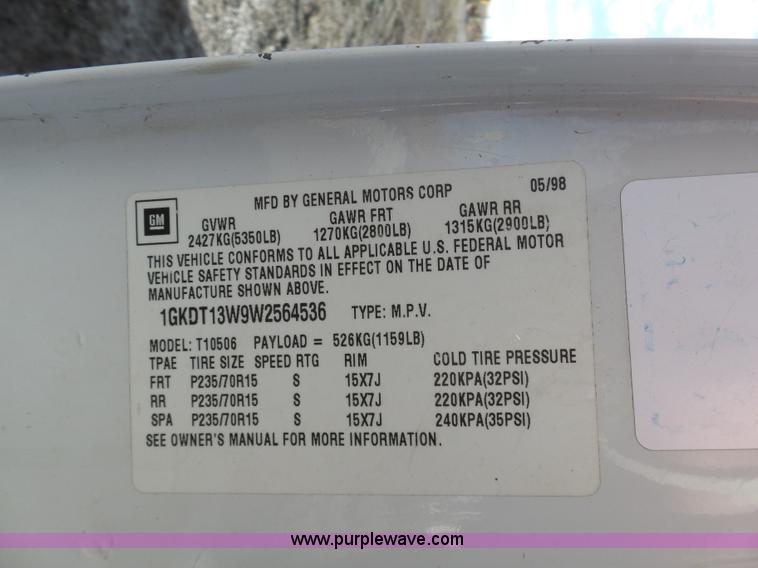 MFD BY GENERAL MOTORS CORP 05/98
GM
GVWR GAWR FRT GAWR RR
2427KG(5350LB) 1270KG(2800LB) 1315KG(2900LB)
THIS VEHICLE CONFORMS TO ALL APPLICABLE U.S. FEDERAL MOTOR
VEHICLE SAFETY STANDARDS IN EFFECT ON THE DATE OF
MANUFACTURE SHOWN ABOVE.
1GKDT13W9W2564536 TYPE: M.P.V.
MODEL: T10506 PAYLOAD = 526KG(1159LB)
TPAE TIRE SIZE SPEED RTG RIM COLD TIRE PRESSURE
FRT P235/70R15 S 15X7J 220KPA(32PSI)
RR P235/70R15 S 15X7J 220KPA(32PSI)
SPA P235/70R15 S 15X7J 240KPA(35PSI)
SEE OWNER'S MANUAL FOR MORE INFORMATION.
www.purplewave.com